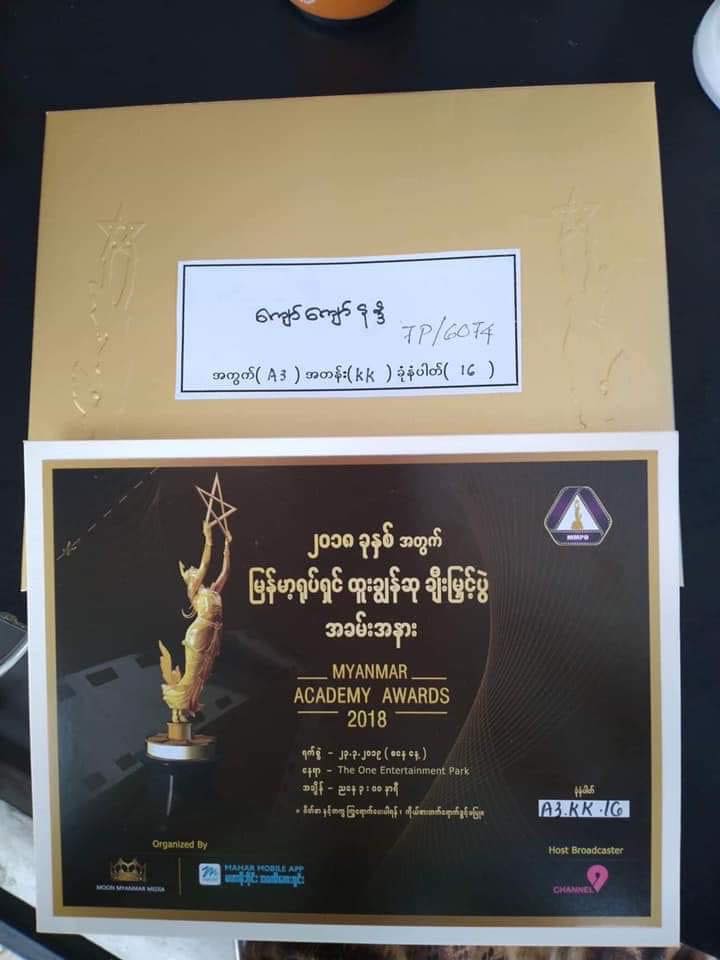 ကျော် ကျော် နန္ဒီ
7P/6074
အကွက်( A3 ) အတန်း( KK ) ခုံနံပါတ်( 16 )
MMPO
၂၀၁၈ ခုနှစ် အတွက်
မြန်မာ့ရုပ်ရှင် ထူးချွန်ဆု ချီးမြှင့်ပွဲ
အခမ်းအနား
MYANMAR
ACADEMY AWARDS
2018
ရက်စွဲ - ၂၃.၃.၂၀၁၉ ( စနေ နေ့ )
နေရာ - The One Entertainment Park
အချိန် - ညနေ ၃ : ၀၀ နာရီ
ခုံနံပါတ်
A3.KK.16
Organized By
MOON MYANMAR MEDIA
MAHAR MOBILE APP
Host Broadcaster
CHANNEL 9